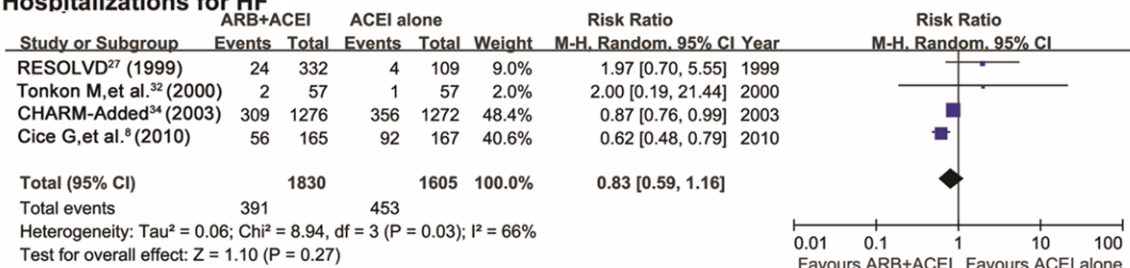 Hospitalizations for HF
ARB+ACEI ACEI alone Risk Ratio Risk Ratio
Study or Subgroup Events Total Events Total Weight M-H, Random, 95% CI Year M-H, Random, 95% CI
RESOLVD²⁷ (1999) 24 332 4 109 9.0% 1.97 [0.70, 5.55] 1999
Tonkon M,et al.³² (2000) 2 57 1 57 2.0% 2.00 [0.19, 21.44] 2000
CHARM-Added³⁴ (2003) 309 1276 356 1272 48.4% 0.87 [0.76, 0.99] 2003
Cice G,et al.⁸ (2010) 56 165 92 167 40.6% 0.62 [0.48, 0.79] 2010
Total (95% CI) 1830 1605 100.0% 0.83 [0.59, 1.16]
Total events 391 453
Heterogeneity: Tau² = 0.06; Chi² = 8.94, df = 3 (P = 0.03); I² = 66%
Test for overall effect: Z = 1.10 (P = 0.27)
0.01 0.1 1 10 100
Favours ARB+ACEI Favours ACEI alone